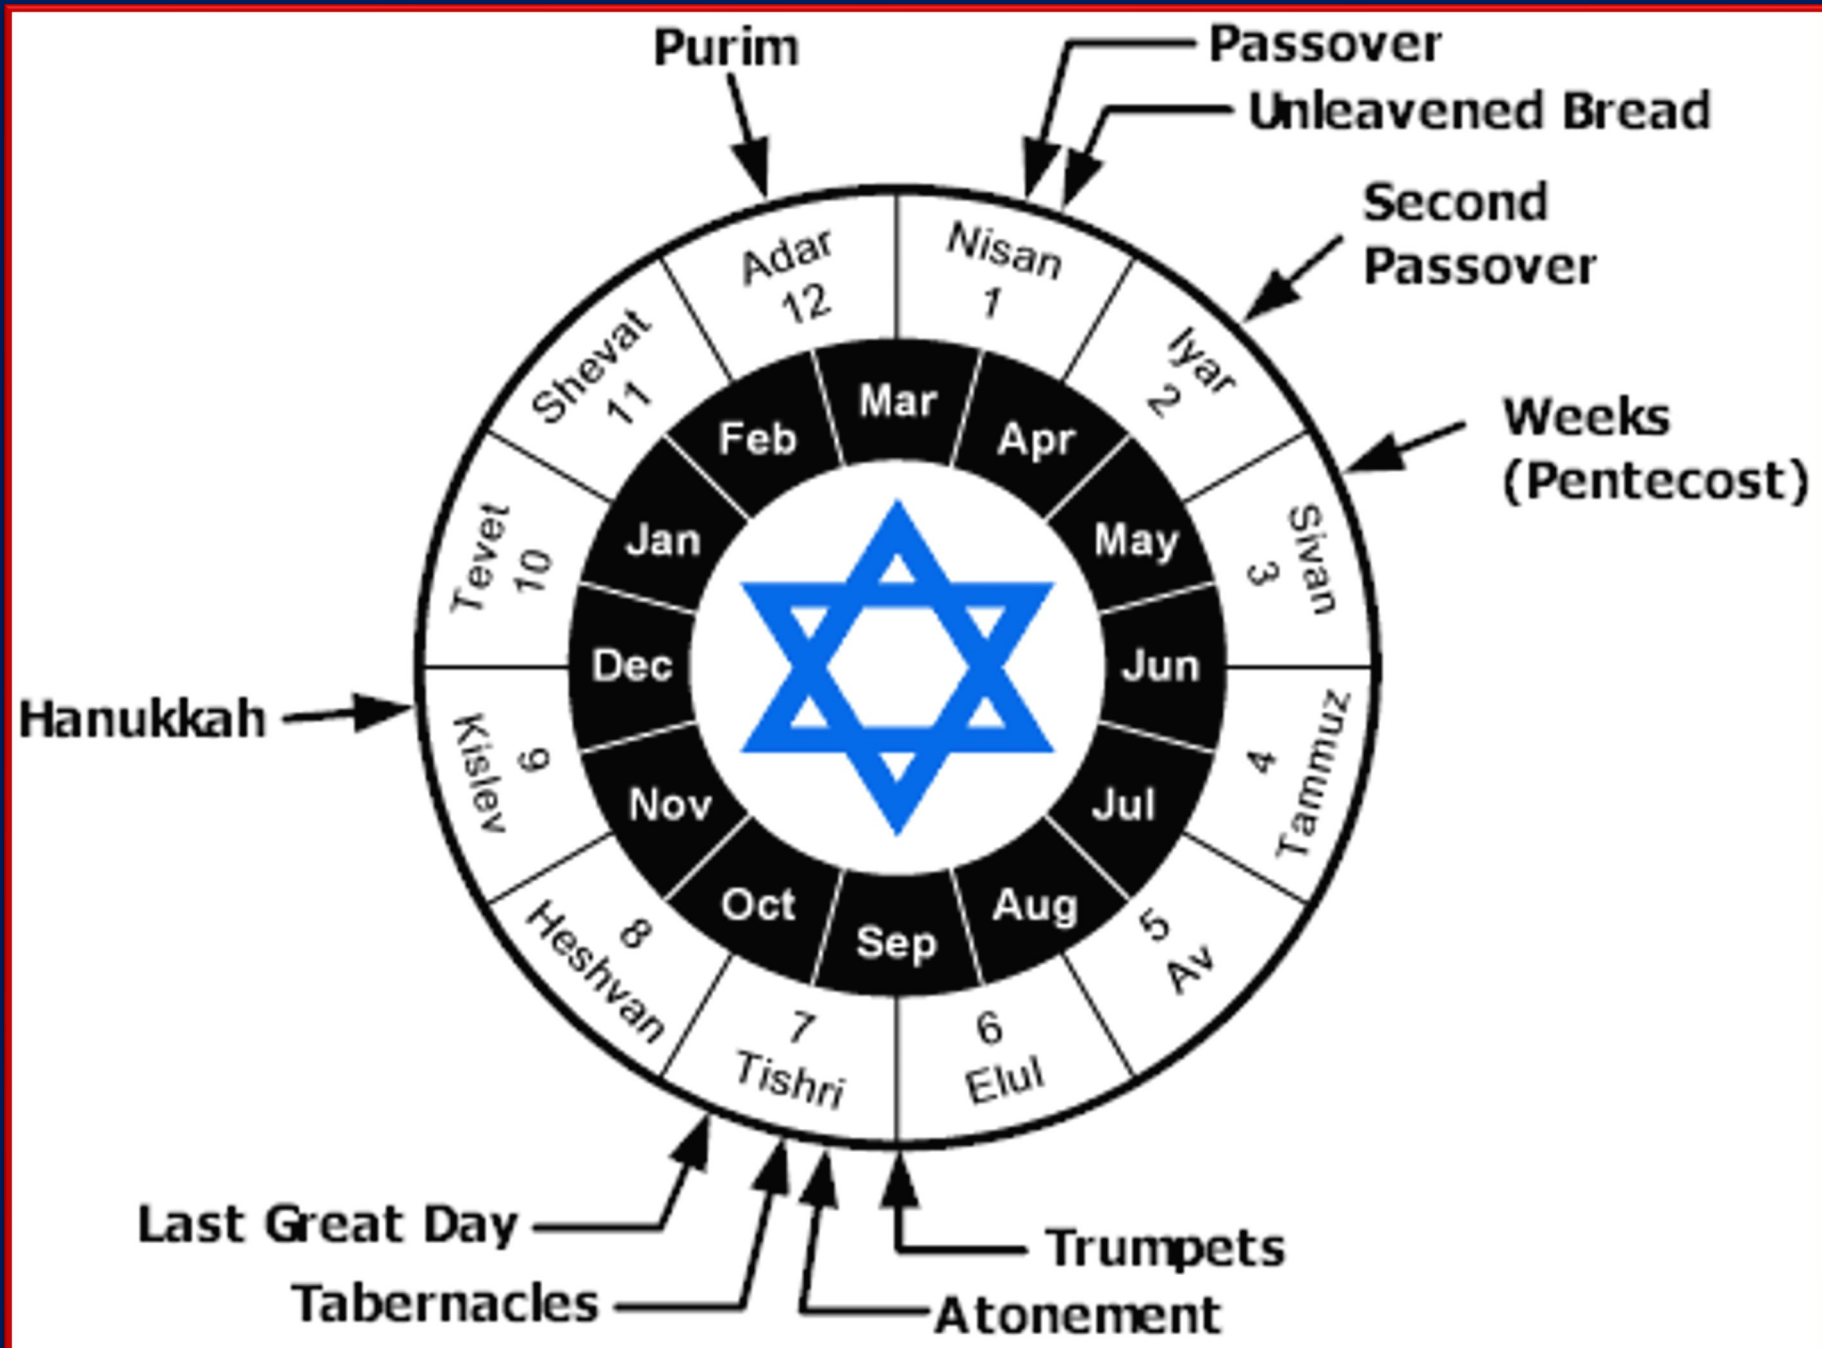 Purim
Passover
Unleavened Bread
Second
Passover
Weeks
(Pentecost)
Nisan
1
Iyar
2
Sivan
3
Tammuz
4
5
Av
6
Elul
7
Tishri
8
Heshvan
9
Kislev
Tevet
10
Shevat
11
Adar
12
Mar
Apr
May
Jun
Jul
Aug
Sep
Oct
Nov
Dec
Jan
Feb
Hanukkah
Last Great Day
Tabernacles
Trumpets
Atonement